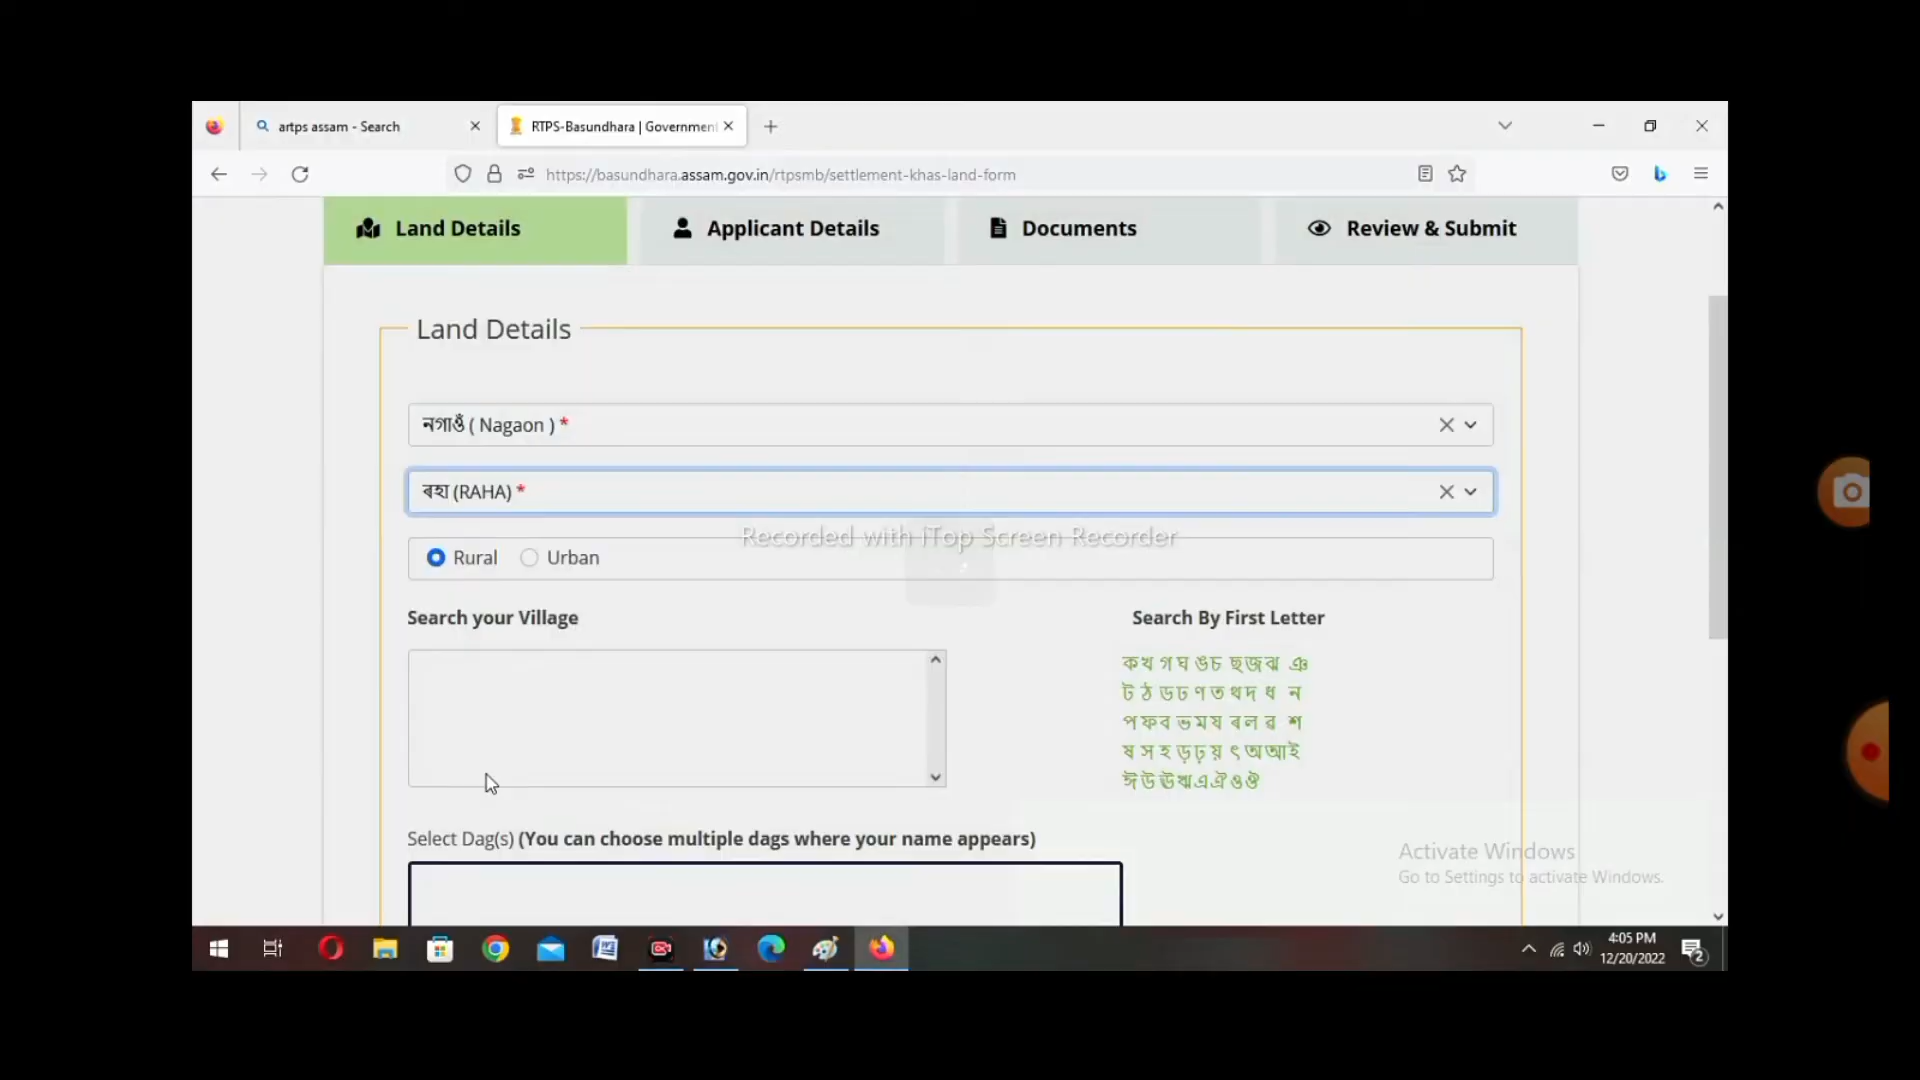 artps assam - Search
RTPS-Basundhara | Government
https://basundhara.assam.gov.in/rtpsmb/settlement-khas-land-form
Land Details
Applicant Details
Documents
Review & Submit
Land Details
নগাওঁ ( Nagaon ) *
ৰহা (RAHA) *
Recorded with iTop Screen Recorder
Rural
Urban
Search your Village
Search By First Letter
ক খ গ ঘ ঙ চ ছ জ ঝ ঞ
ট ঠ ড ঢ ণ ত থ দ ধ ন
প ফ ব ভ ম য ৰ ল ৱ শ
ষ স হ ড় ঢ় য় ৎ অ আ ই
ঈ উ ঊ ঋ এ ঐ ও ঔ
Select Dag(s) (You can choose multiple dags where your name appears)
Activate Windows
Go to Settings to activate Windows.
4:05 PM
12/20/2022
2